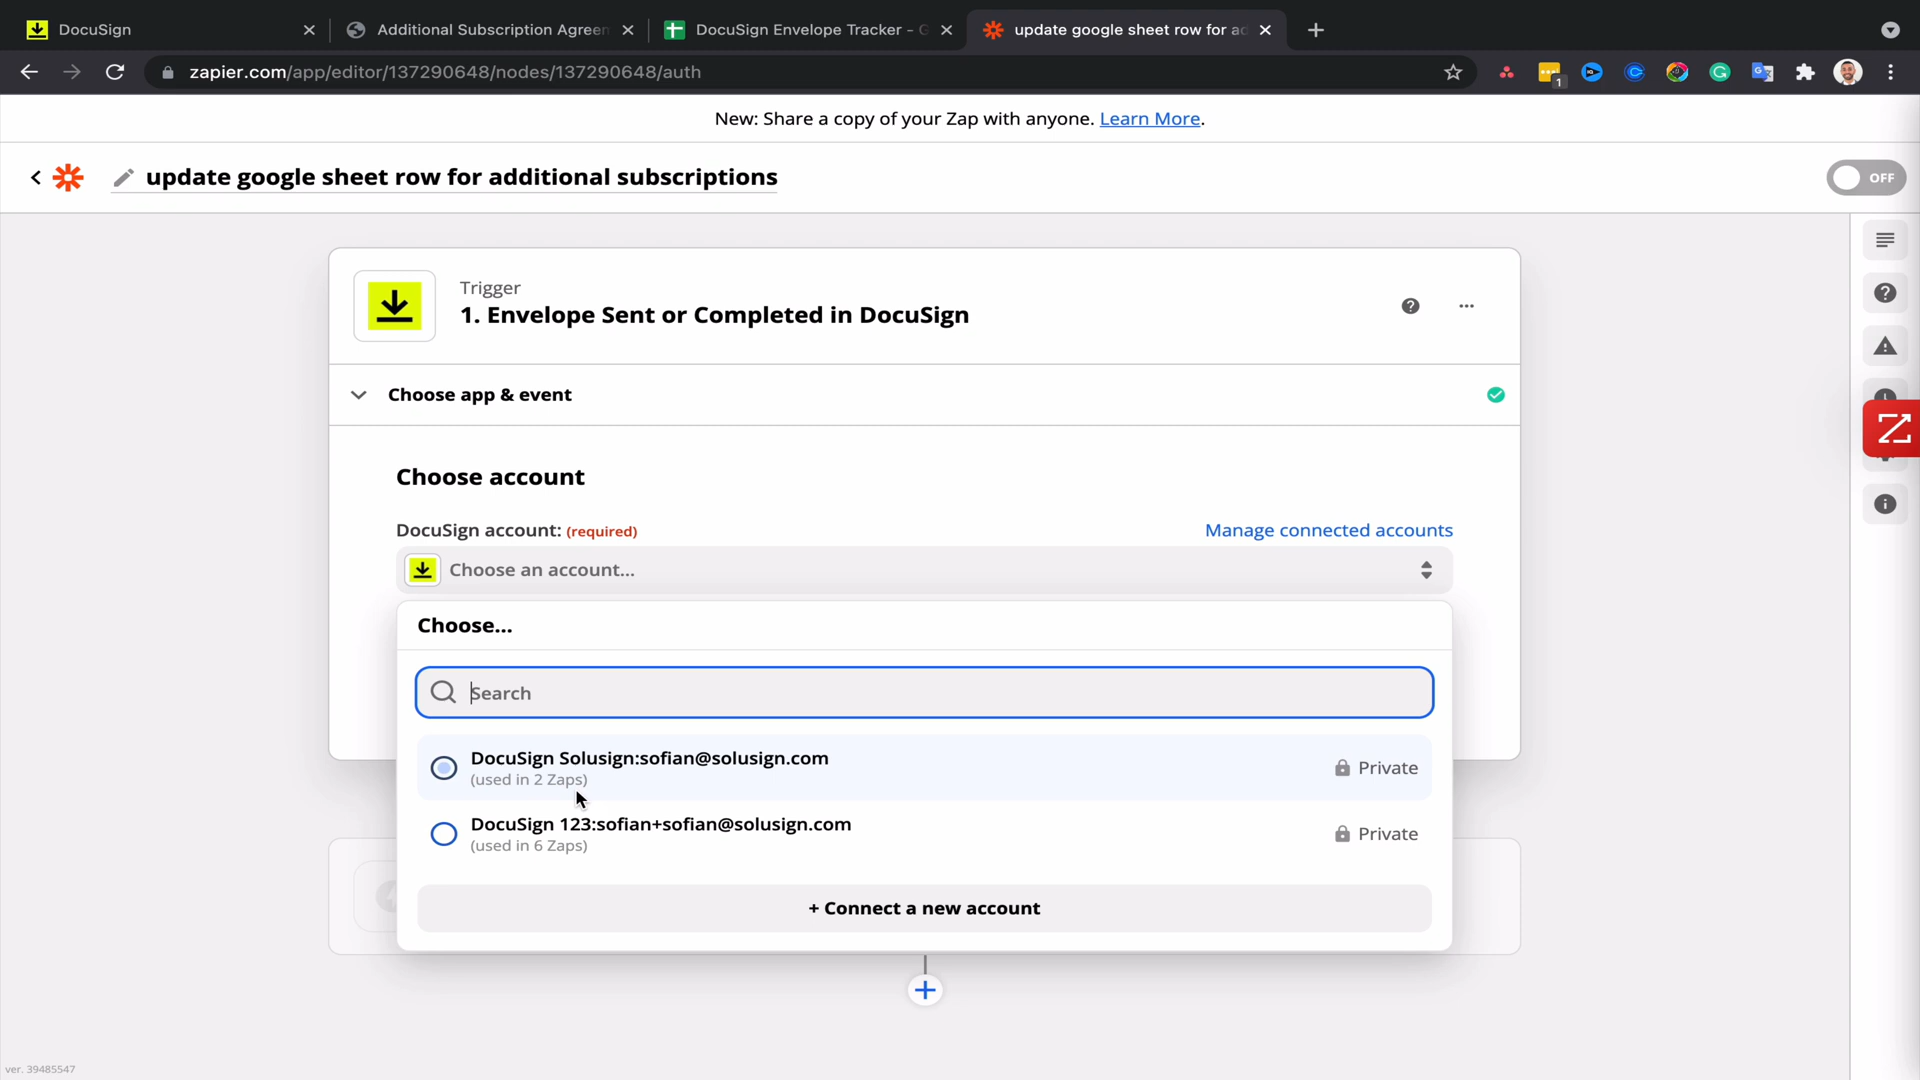 DocuSign
Additional Subscription Agreem
DocuSign Envelope Tracker - G
update google sheet row for ad
zapier.com/app/editor/137290648/nodes/137290648/auth
1
New: Share a copy of your Zap with anyone. Learn More.
update google sheet row for additional subscriptions
OFF
Trigger
1. Envelope Sent or Completed in DocuSign
Choose app & event
Choose account
DocuSign account: (required)
Manage connected accounts
Choose an account...
Choose...
Search
DocuSign Solusign:sofian@solusign.com
Private
(used in 2 Zaps)
DocuSign 123:sofian+sofian@solusign.com
Private
(used in 6 Zaps)
+ Connect a new account
ver. 39485547